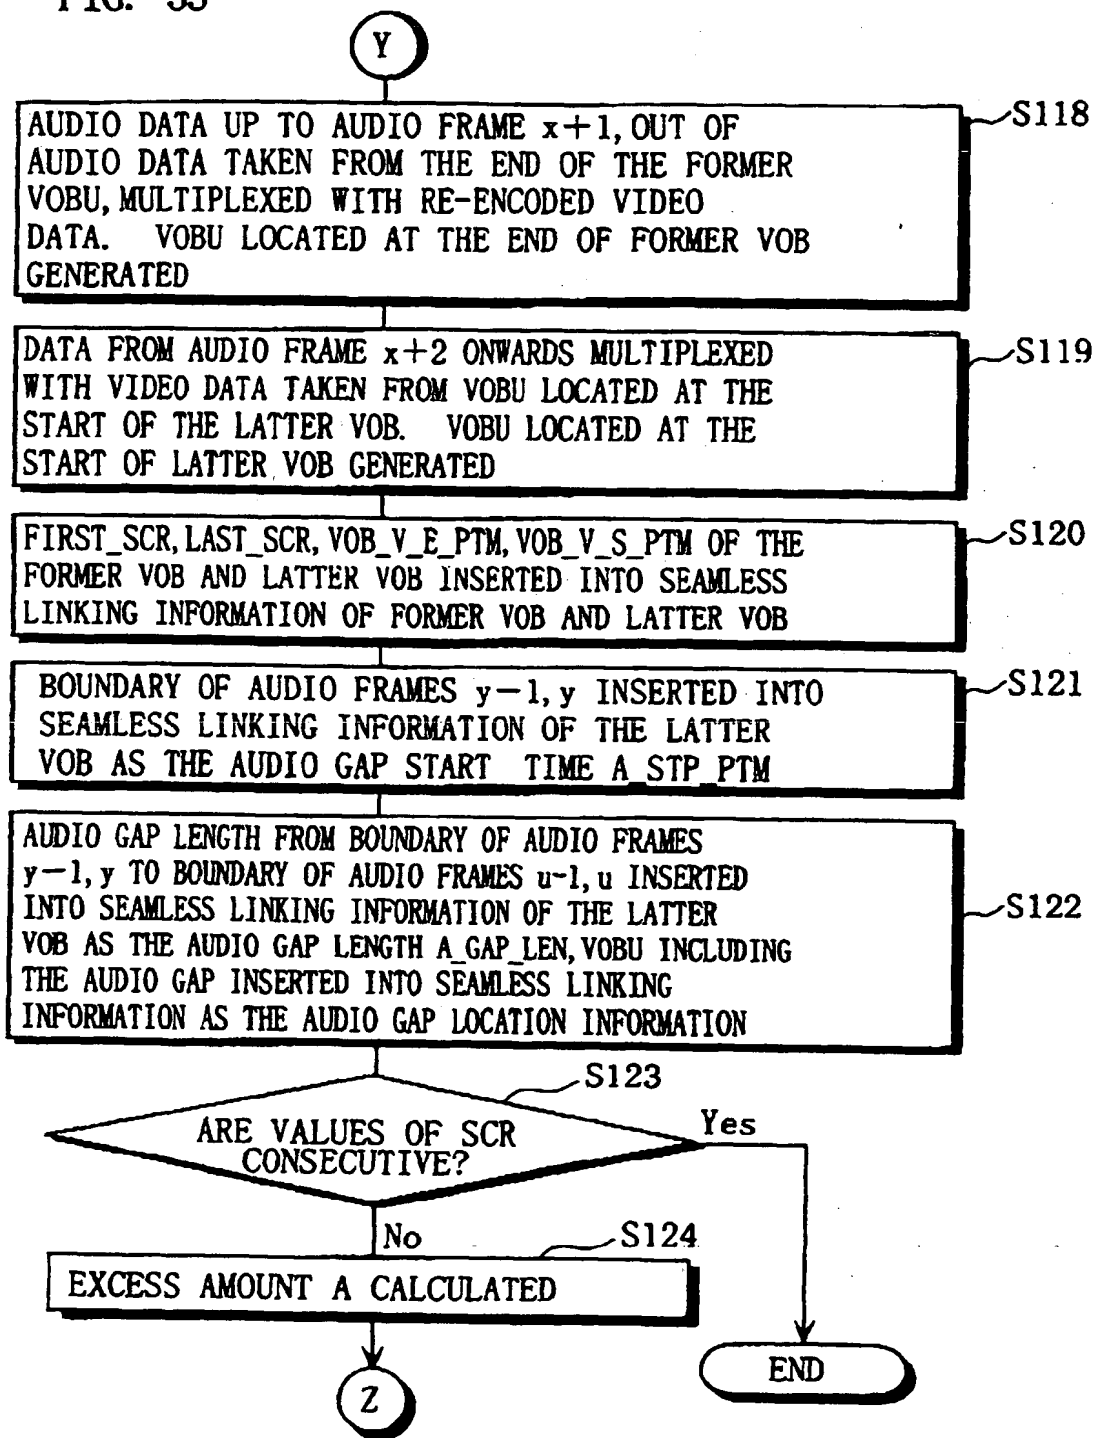 Y
S118
AUDIO DATA UP TO AUDIO FRAME x+1, OUT OF
AUDIO DATA TAKEN FROM THE END OF THE FORMER
VOBU, MULTIPLEXED WITH RE-ENCODED VIDEO
DATA. VOBU LOCATED AT THE END OF FORMER VOB
GENERATED
S119
DATA FROM AUDIO FRAME x+2 ONWARDS MULTIPLEXED
WITH VIDEO DATA TAKEN FROM VOBU LOCATED AT THE
START OF THE LATTER VOB. VOBU LOCATED AT THE
START OF LATTER VOB GENERATED
S120
FIRST_SCR, LAST_SCR, VOB_V_E_PTM, VOB_V_S_PTM OF THE
FORMER VOB AND LATTER VOB INSERTED INTO SEAMLESS
LINKING INFORMATION OF FORMER VOB AND LATTER VOB
S121
BOUNDARY OF AUDIO FRAMES y-1, y INSERTED INTO
SEAMLESS LINKING INFORMATION OF THE LATTER
VOB AS THE AUDIO GAP START TIME A_STP_PTM
S122
AUDIO GAP LENGTH FROM BOUNDARY OF AUDIO FRAMES
y-1, y TO BOUNDARY OF AUDIO FRAMES u-1, u INSERTED
INTO SEAMLESS LINKING INFORMATION OF THE LATTER
VOB AS THE AUDIO GAP LENGTH A_GAP_LEN, VOBU INCLUDING
THE AUDIO GAP INSERTED INTO SEAMLESS LINKING
INFORMATION AS THE AUDIO GAP LOCATION INFORMATION
S123
ARE VALUES OF SCR
CONSECUTIVE?
Yes
No
S124
EXCESS AMOUNT A CALCULATED
END
Z